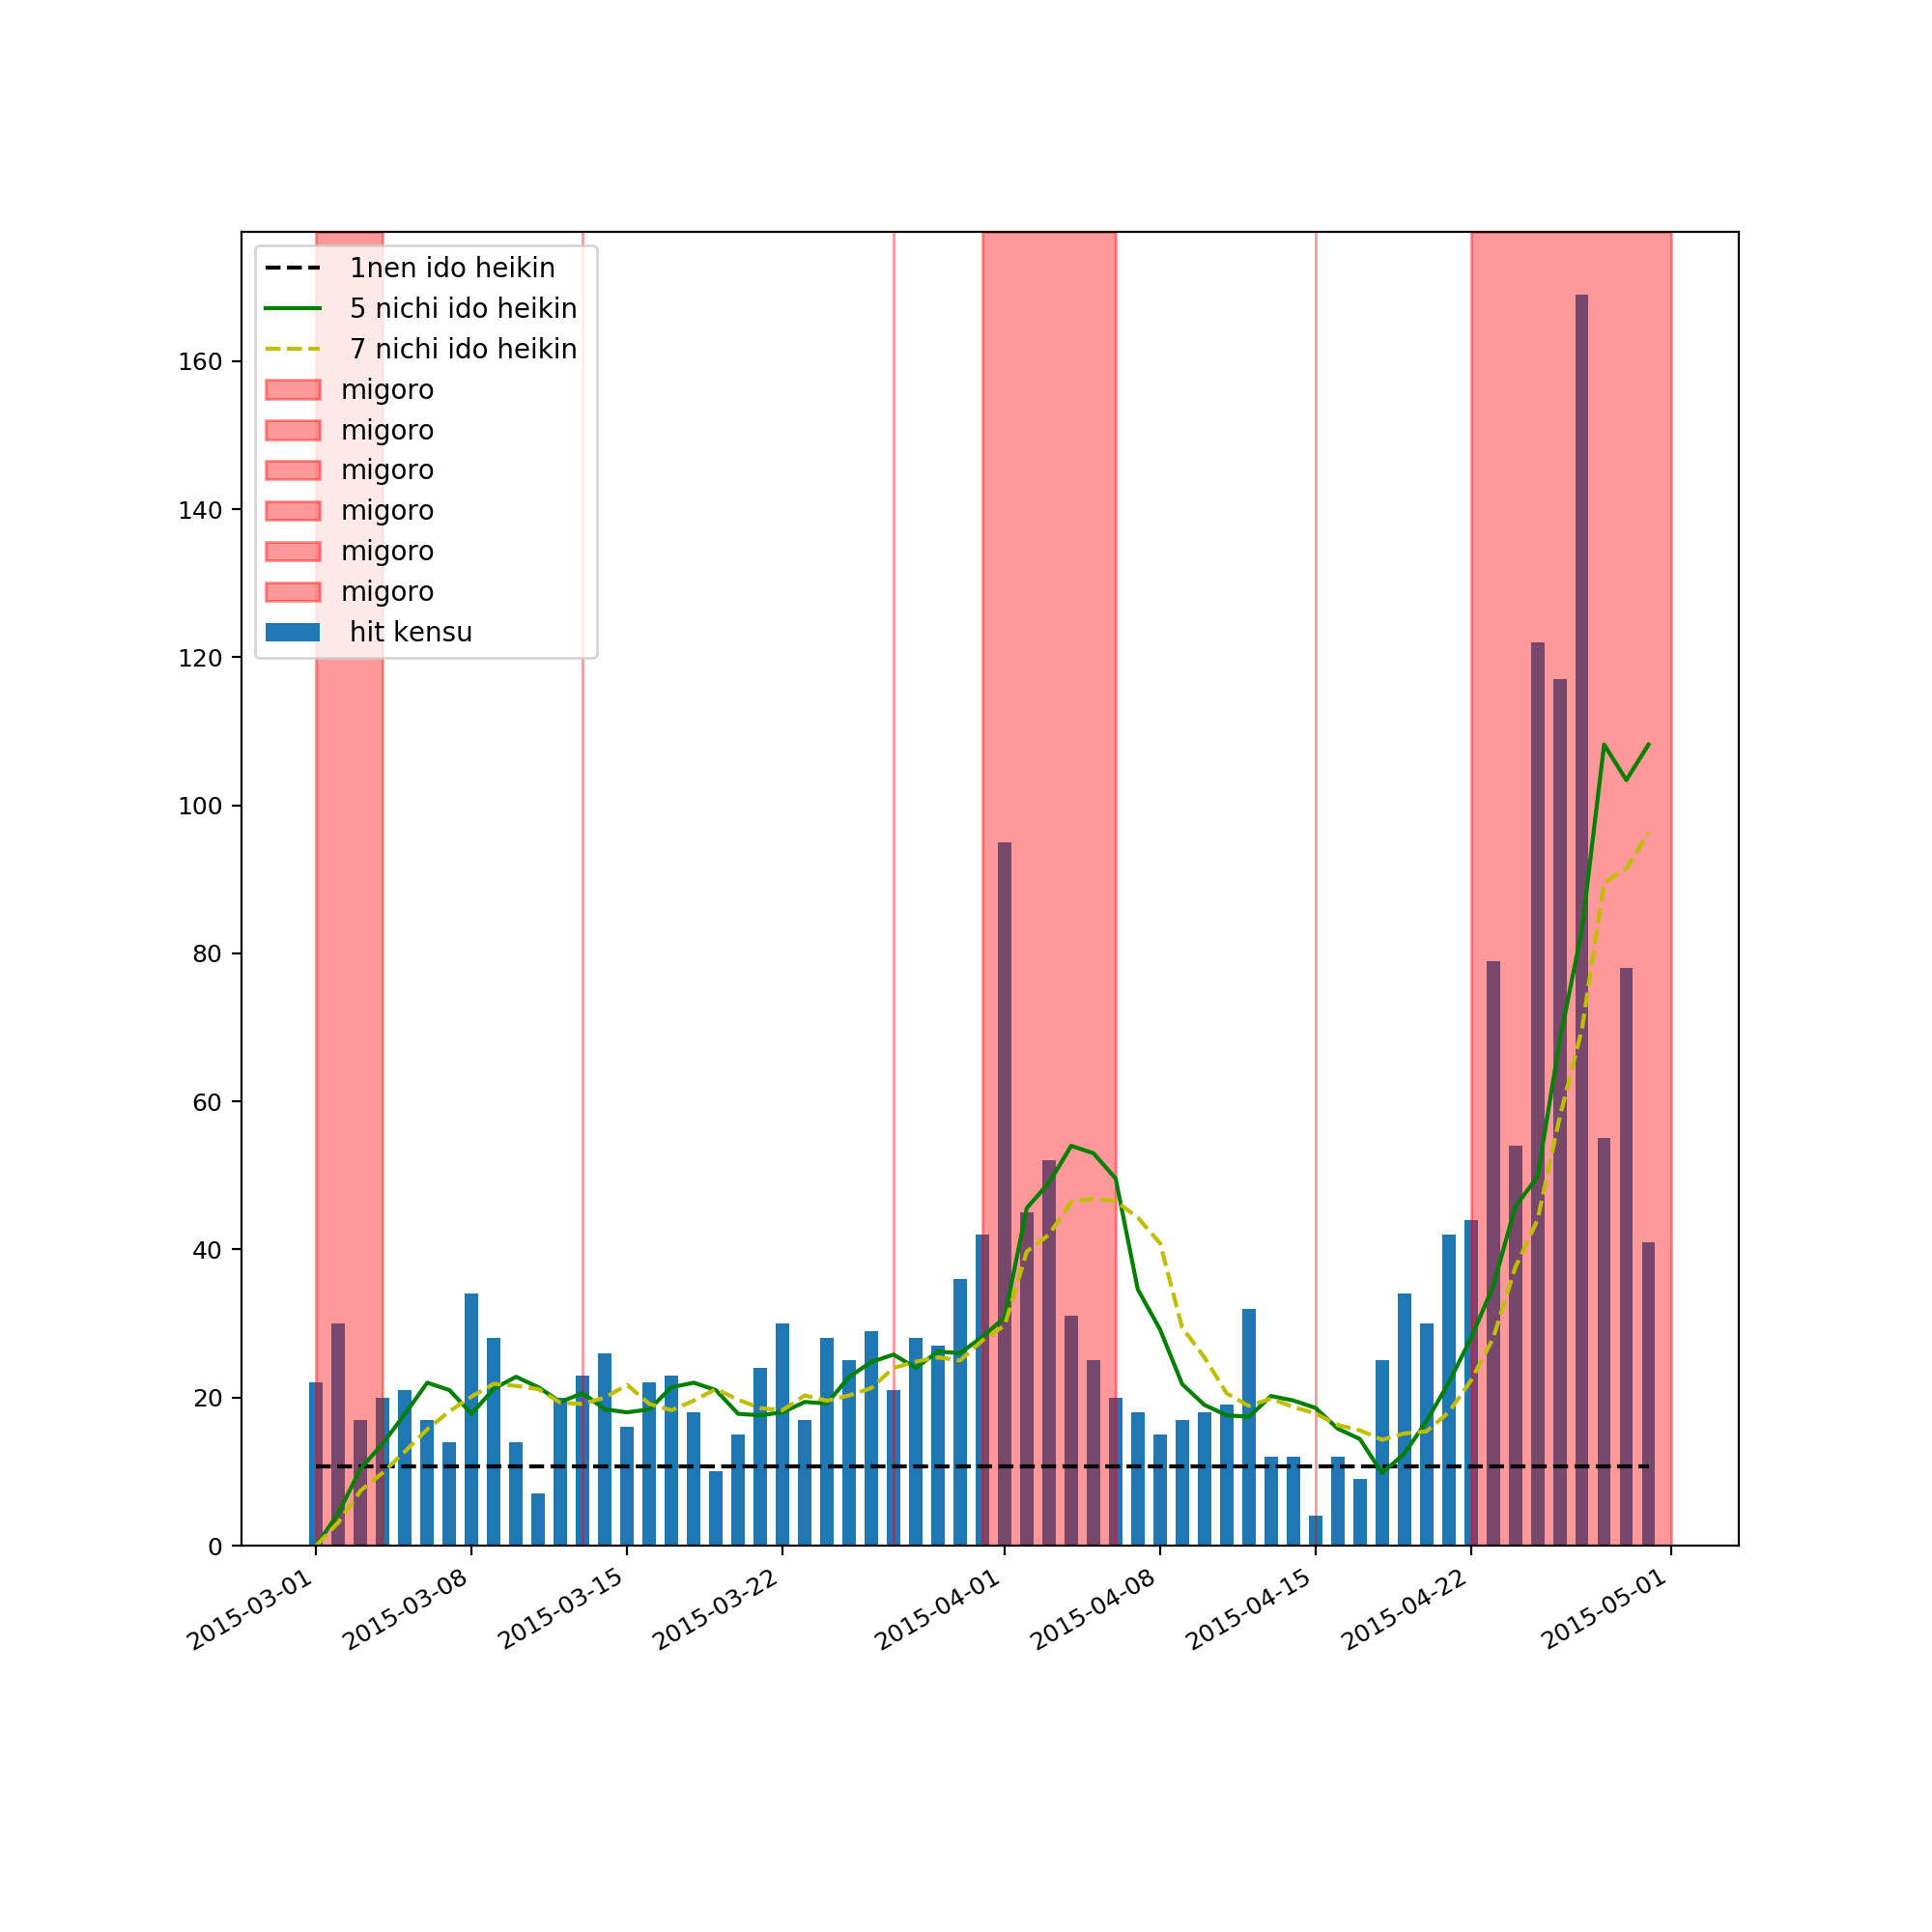 1nen ido heikin
5 nichi ido heikin
7 nichi ido heikin
migoro
migoro
migoro
migoro
migoro
migoro
hit kensu
160
140
120
100
80
60
40
20
0
2015-03-01
2015-03-08
2015-03-15
2015-03-22
2015-04-01
2015-04-08
2015-04-15
2015-04-22
2015-05-01